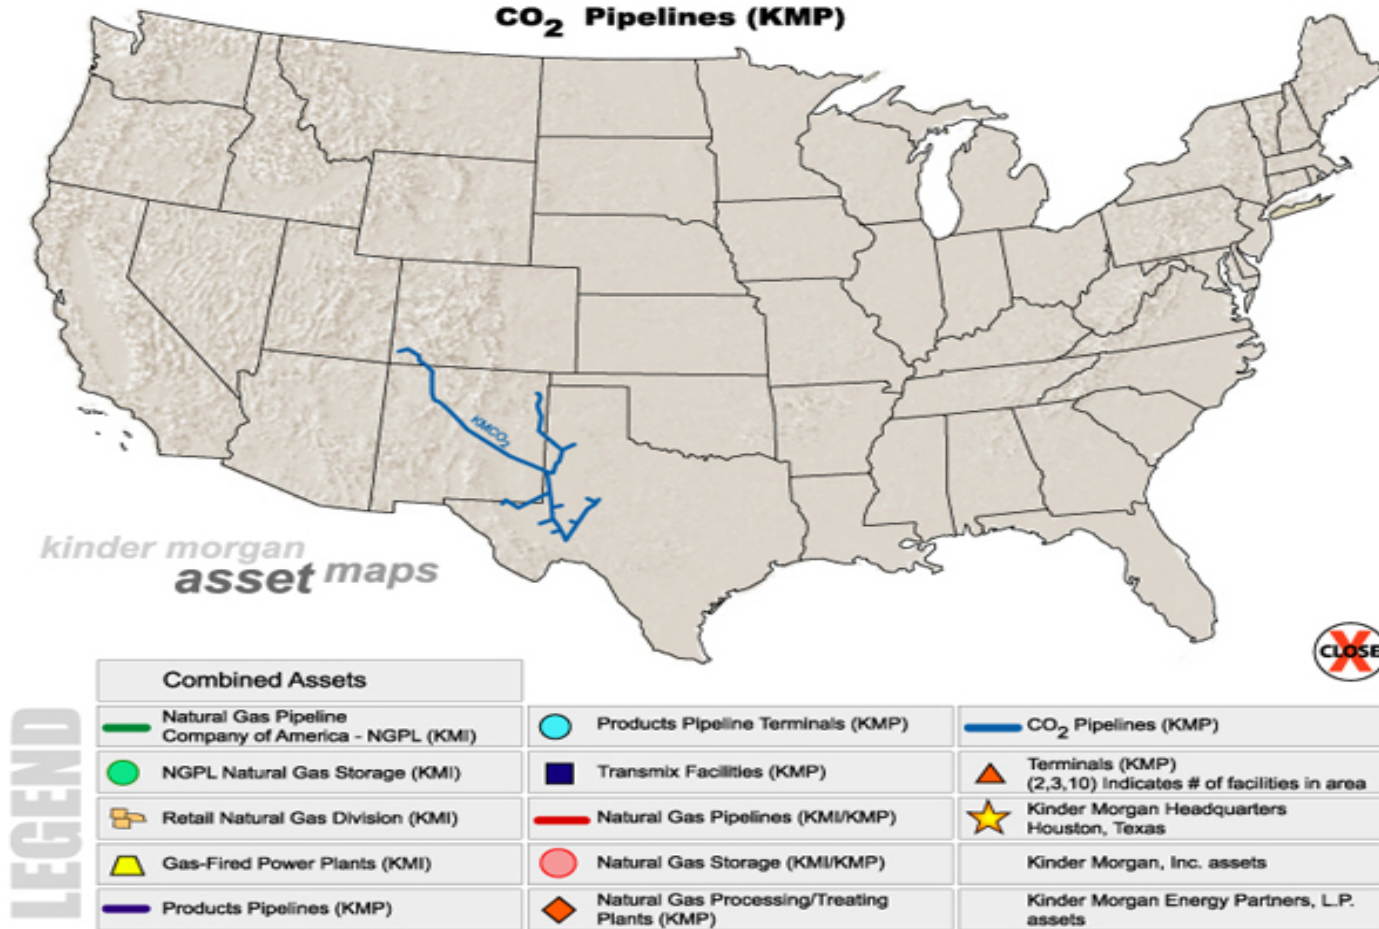 CO2 Pipelines (KMP)
KMCO2
kinder morgan
asset maps
CLOSE
X
LEGEND
Combined Assets
Natural Gas Pipeline
Company of America - NGPL (KMI)
NGPL Natural Gas Storage (KMI)
Retail Natural Gas Division (KMI)
Gas-Fired Power Plants (KMI)
Products Pipelines (KMP)
Products Pipeline Terminals (KMP)
Transmix Facilities (KMP)
Natural Gas Pipelines (KMI/KMP)
Natural Gas Storage (KMI/KMP)
Natural Gas Processing/Treating
Plants (KMP)
CO2 Pipelines (KMP)
Terminals (KMP)
(2,3,10) Indicates # of facilities in area
Kinder Morgan Headquarters
Houston, Texas
Kinder Morgan, Inc. assets
Kinder Morgan Energy Partners, L.P.
assets